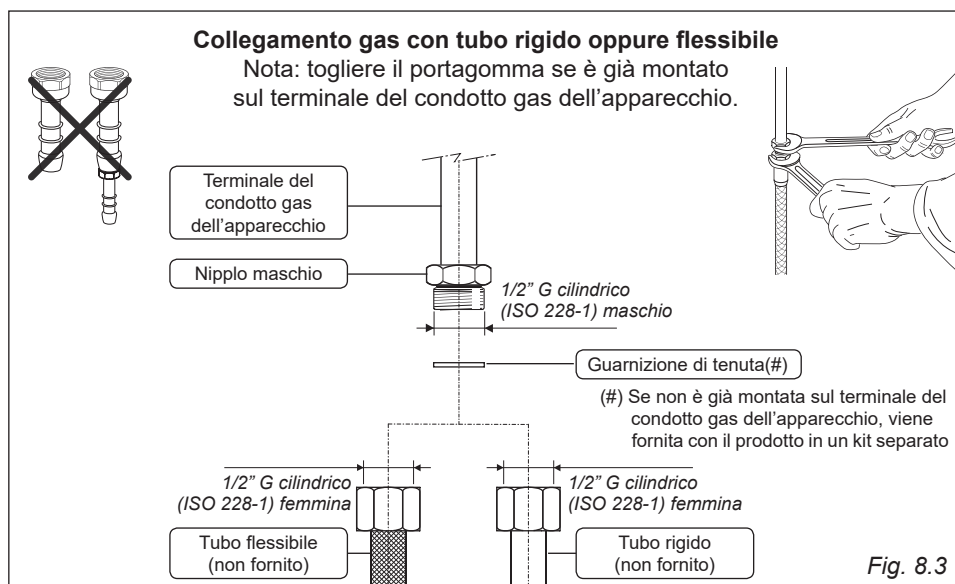 Collegamento gas con tubo rigido oppure flessibile
Nota: togliere il portagomma se è già montato
sul terminale del condotto gas dell’apparecchio.
Terminale del
condotto gas
dell’apparecchio
Nipplo maschio
1/2” G cilindrico
(ISO 228-1) maschio
Guarnizione di tenuta(#)
(#) Se non è già montata sul terminale del
condotto gas dell’apparecchio, viene
fornita con il prodotto in un kit separato
1/2” G cilindrico
(ISO 228-1) femmina
1/2” G cilindrico
(ISO 228-1) femmina
Tubo flessibile
(non fornito)
Tubo rigido
(non fornito)
Fig. 8.3